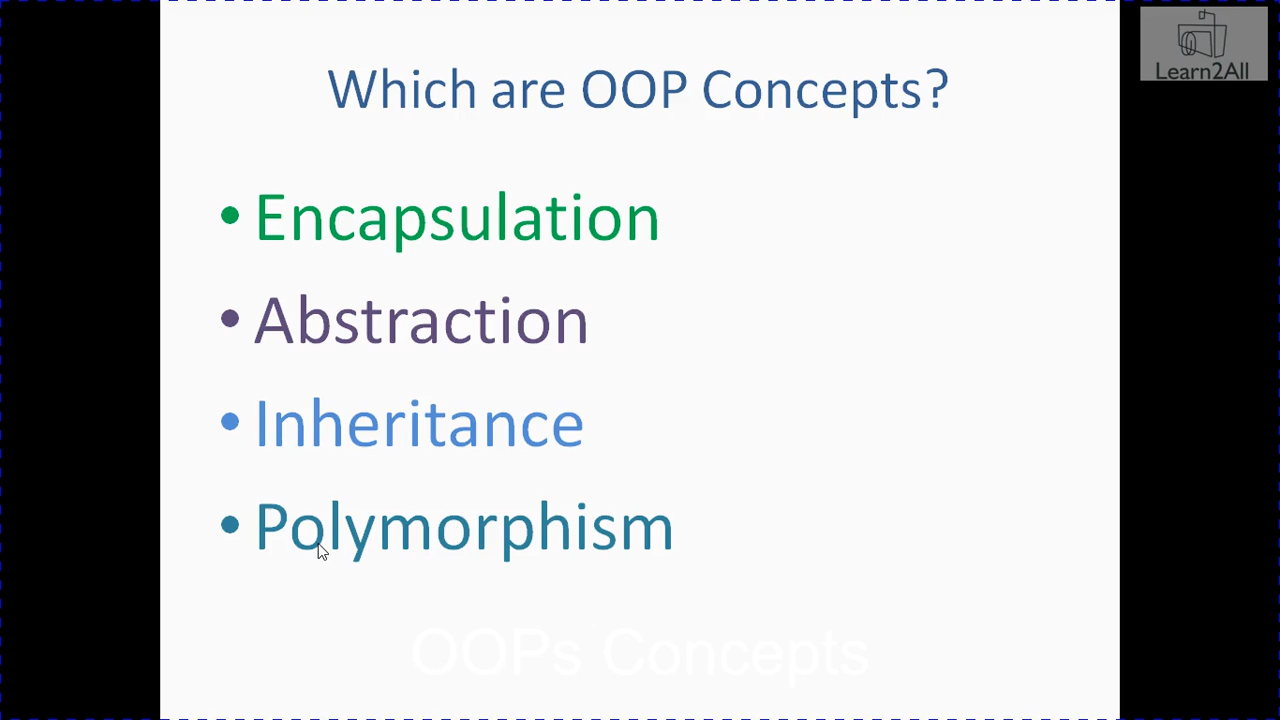 Which are OOP Concepts?
Learn2All
• Encapsulation
• Abstraction
• Inheritance
• Polymorphism
OOPs Concepts